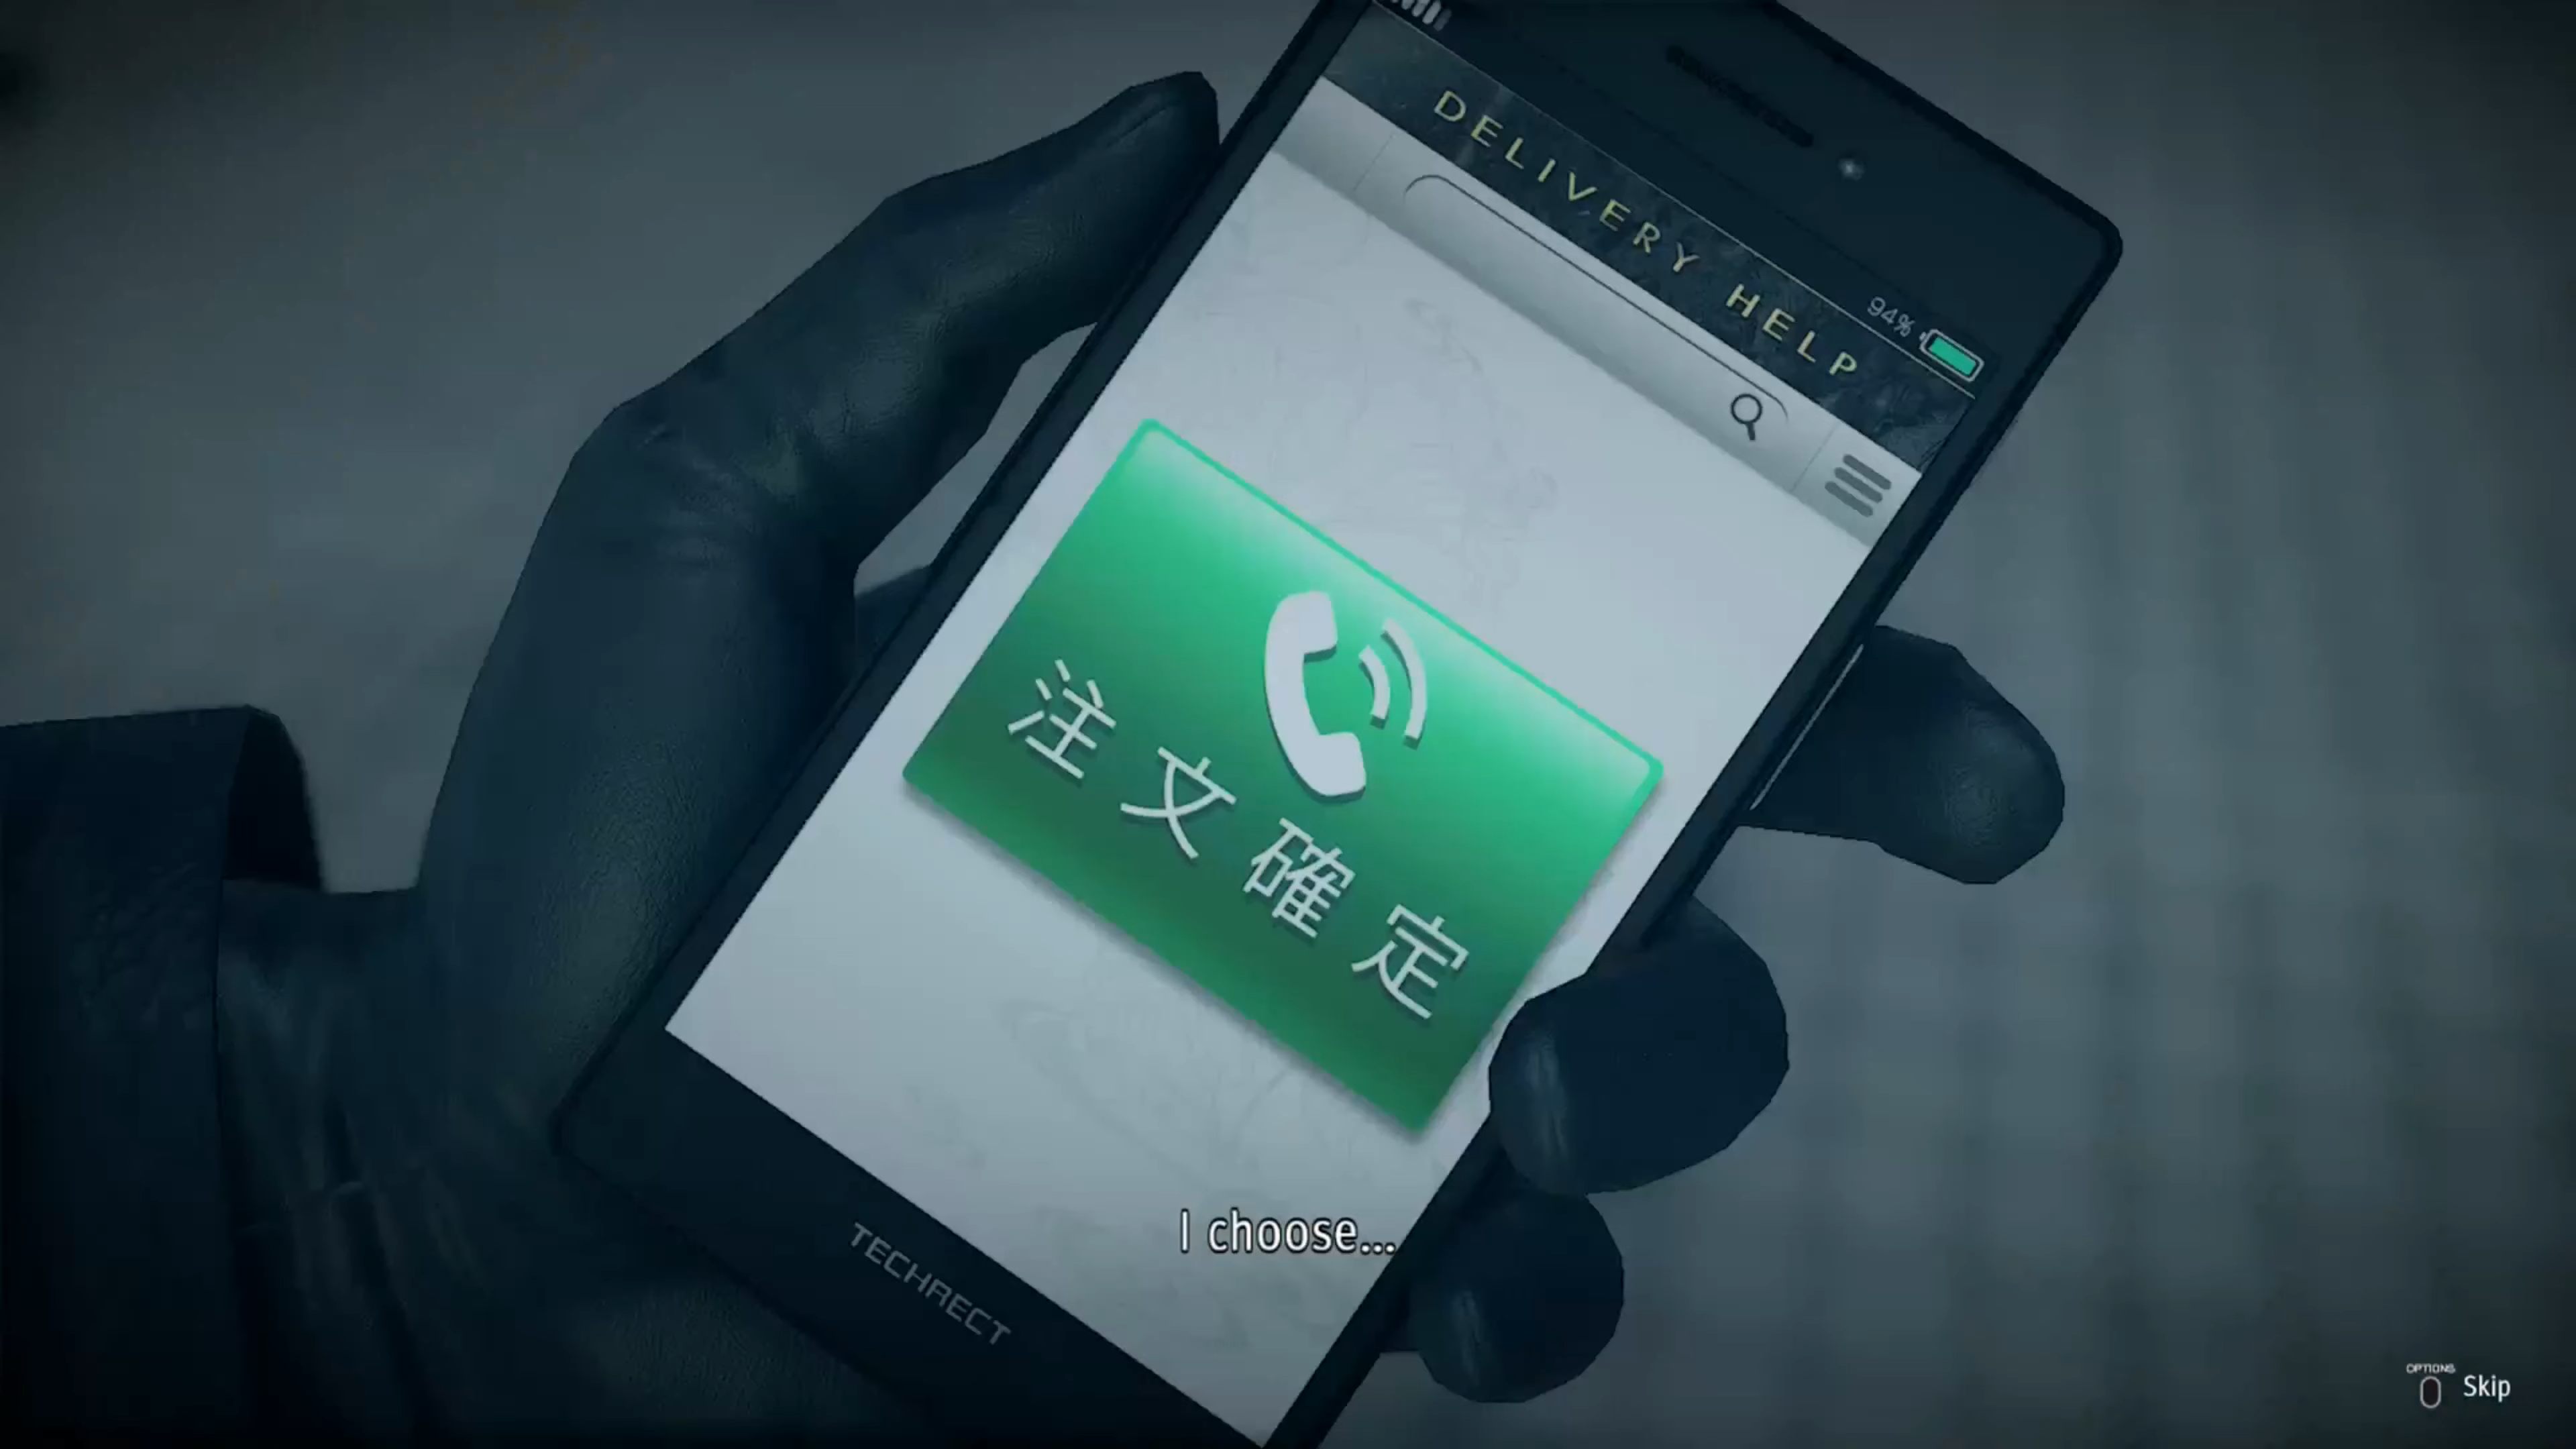 94%
DELIVERY HELP
注文確定
I choose...
TECHRECT
OPTIONS
Skip